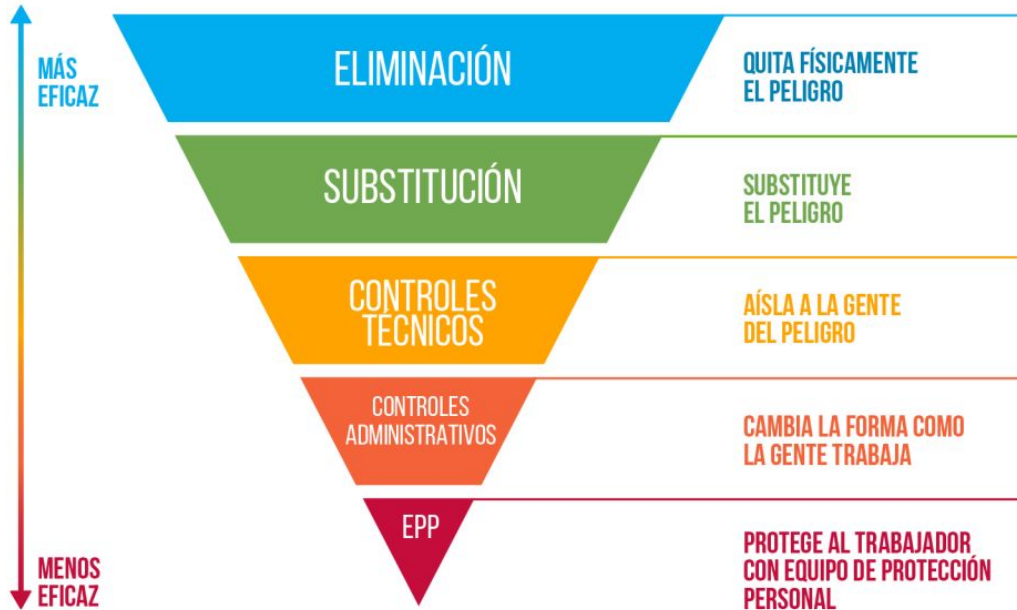 MÁS
EFICAZ
ELIMINACIÓN
QUITA FÍSICAMENTE
EL PELIGRO
SUBSTITUCIÓN
SUBSTITUYE
EL PELIGRO
CONTROLES
TÉCNICOS
AÍSLA A LA GENTE
DEL PELIGRO
CONTROLES
ADMINISTRATIVOS
CAMBIA LA FORMA COMO
LA GENTE TRABAJA
EPP
PROTEGE AL TRABAJADOR
CON EQUIPO DE PROTECCIÓN
PERSONAL
MENOS
EFICAZ